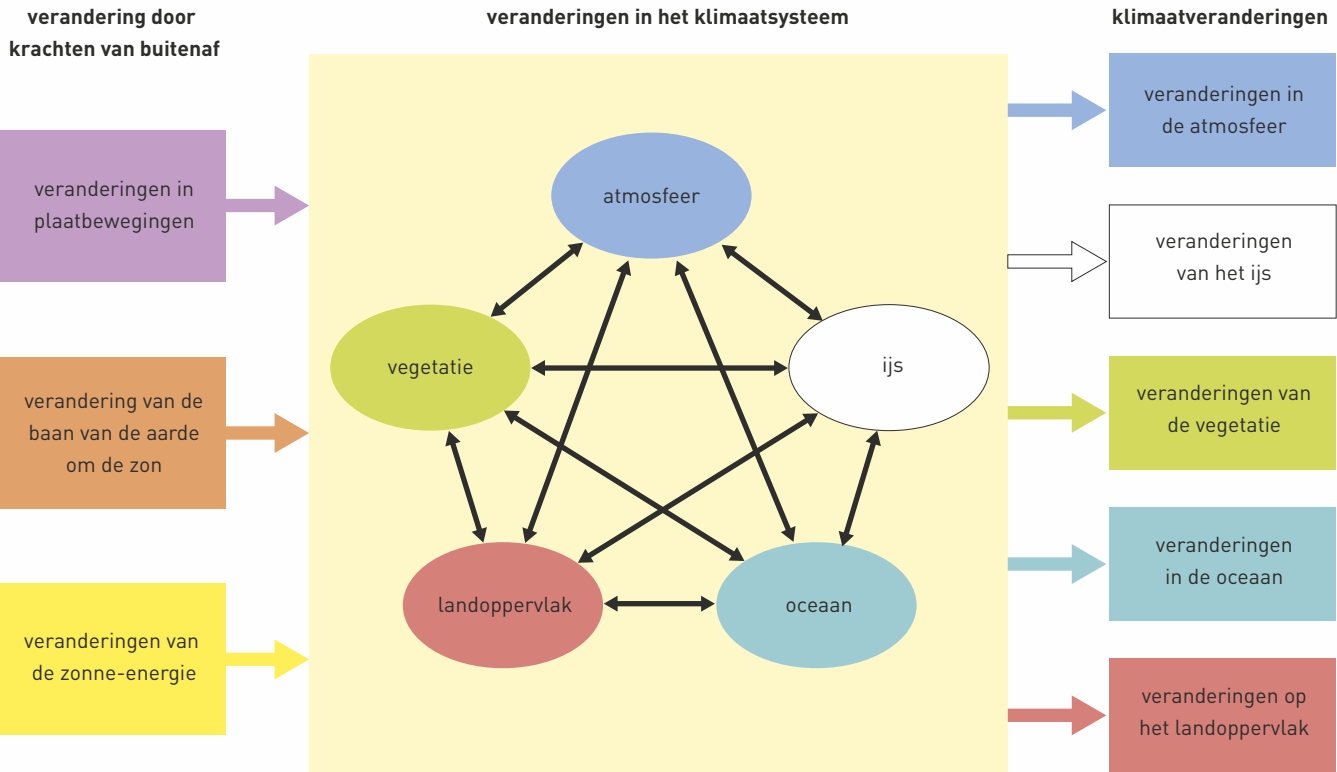 verandering door
krachten van buitenaf
veranderingen in het klimaatsysteem
klimaatveranderingen
veranderingen in
plaatbewegingen
verandering van de
baan van de aarde
om de zon
veranderingen van
de zonne-energie
atmosfeer
vegetatie
ijs
landoppervlak
oceaan
veranderingen in
de atmosfeer
veranderingen
van het ijs
veranderingen van
de vegetatie
veranderingen
in de oceaan
veranderingen op
het landoppervlak